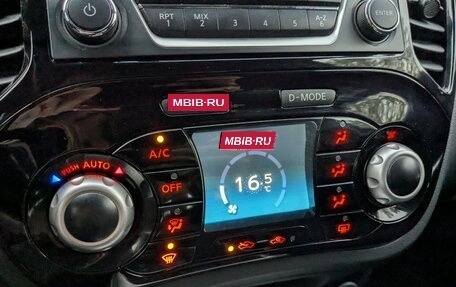 RPT
1
MIX
2
3
4
5
A-Z
6
ENTER
MBIB·RU
D-MODE
MBIB·RU
A/C
PUSH AUTO
OFF
16.5
°C